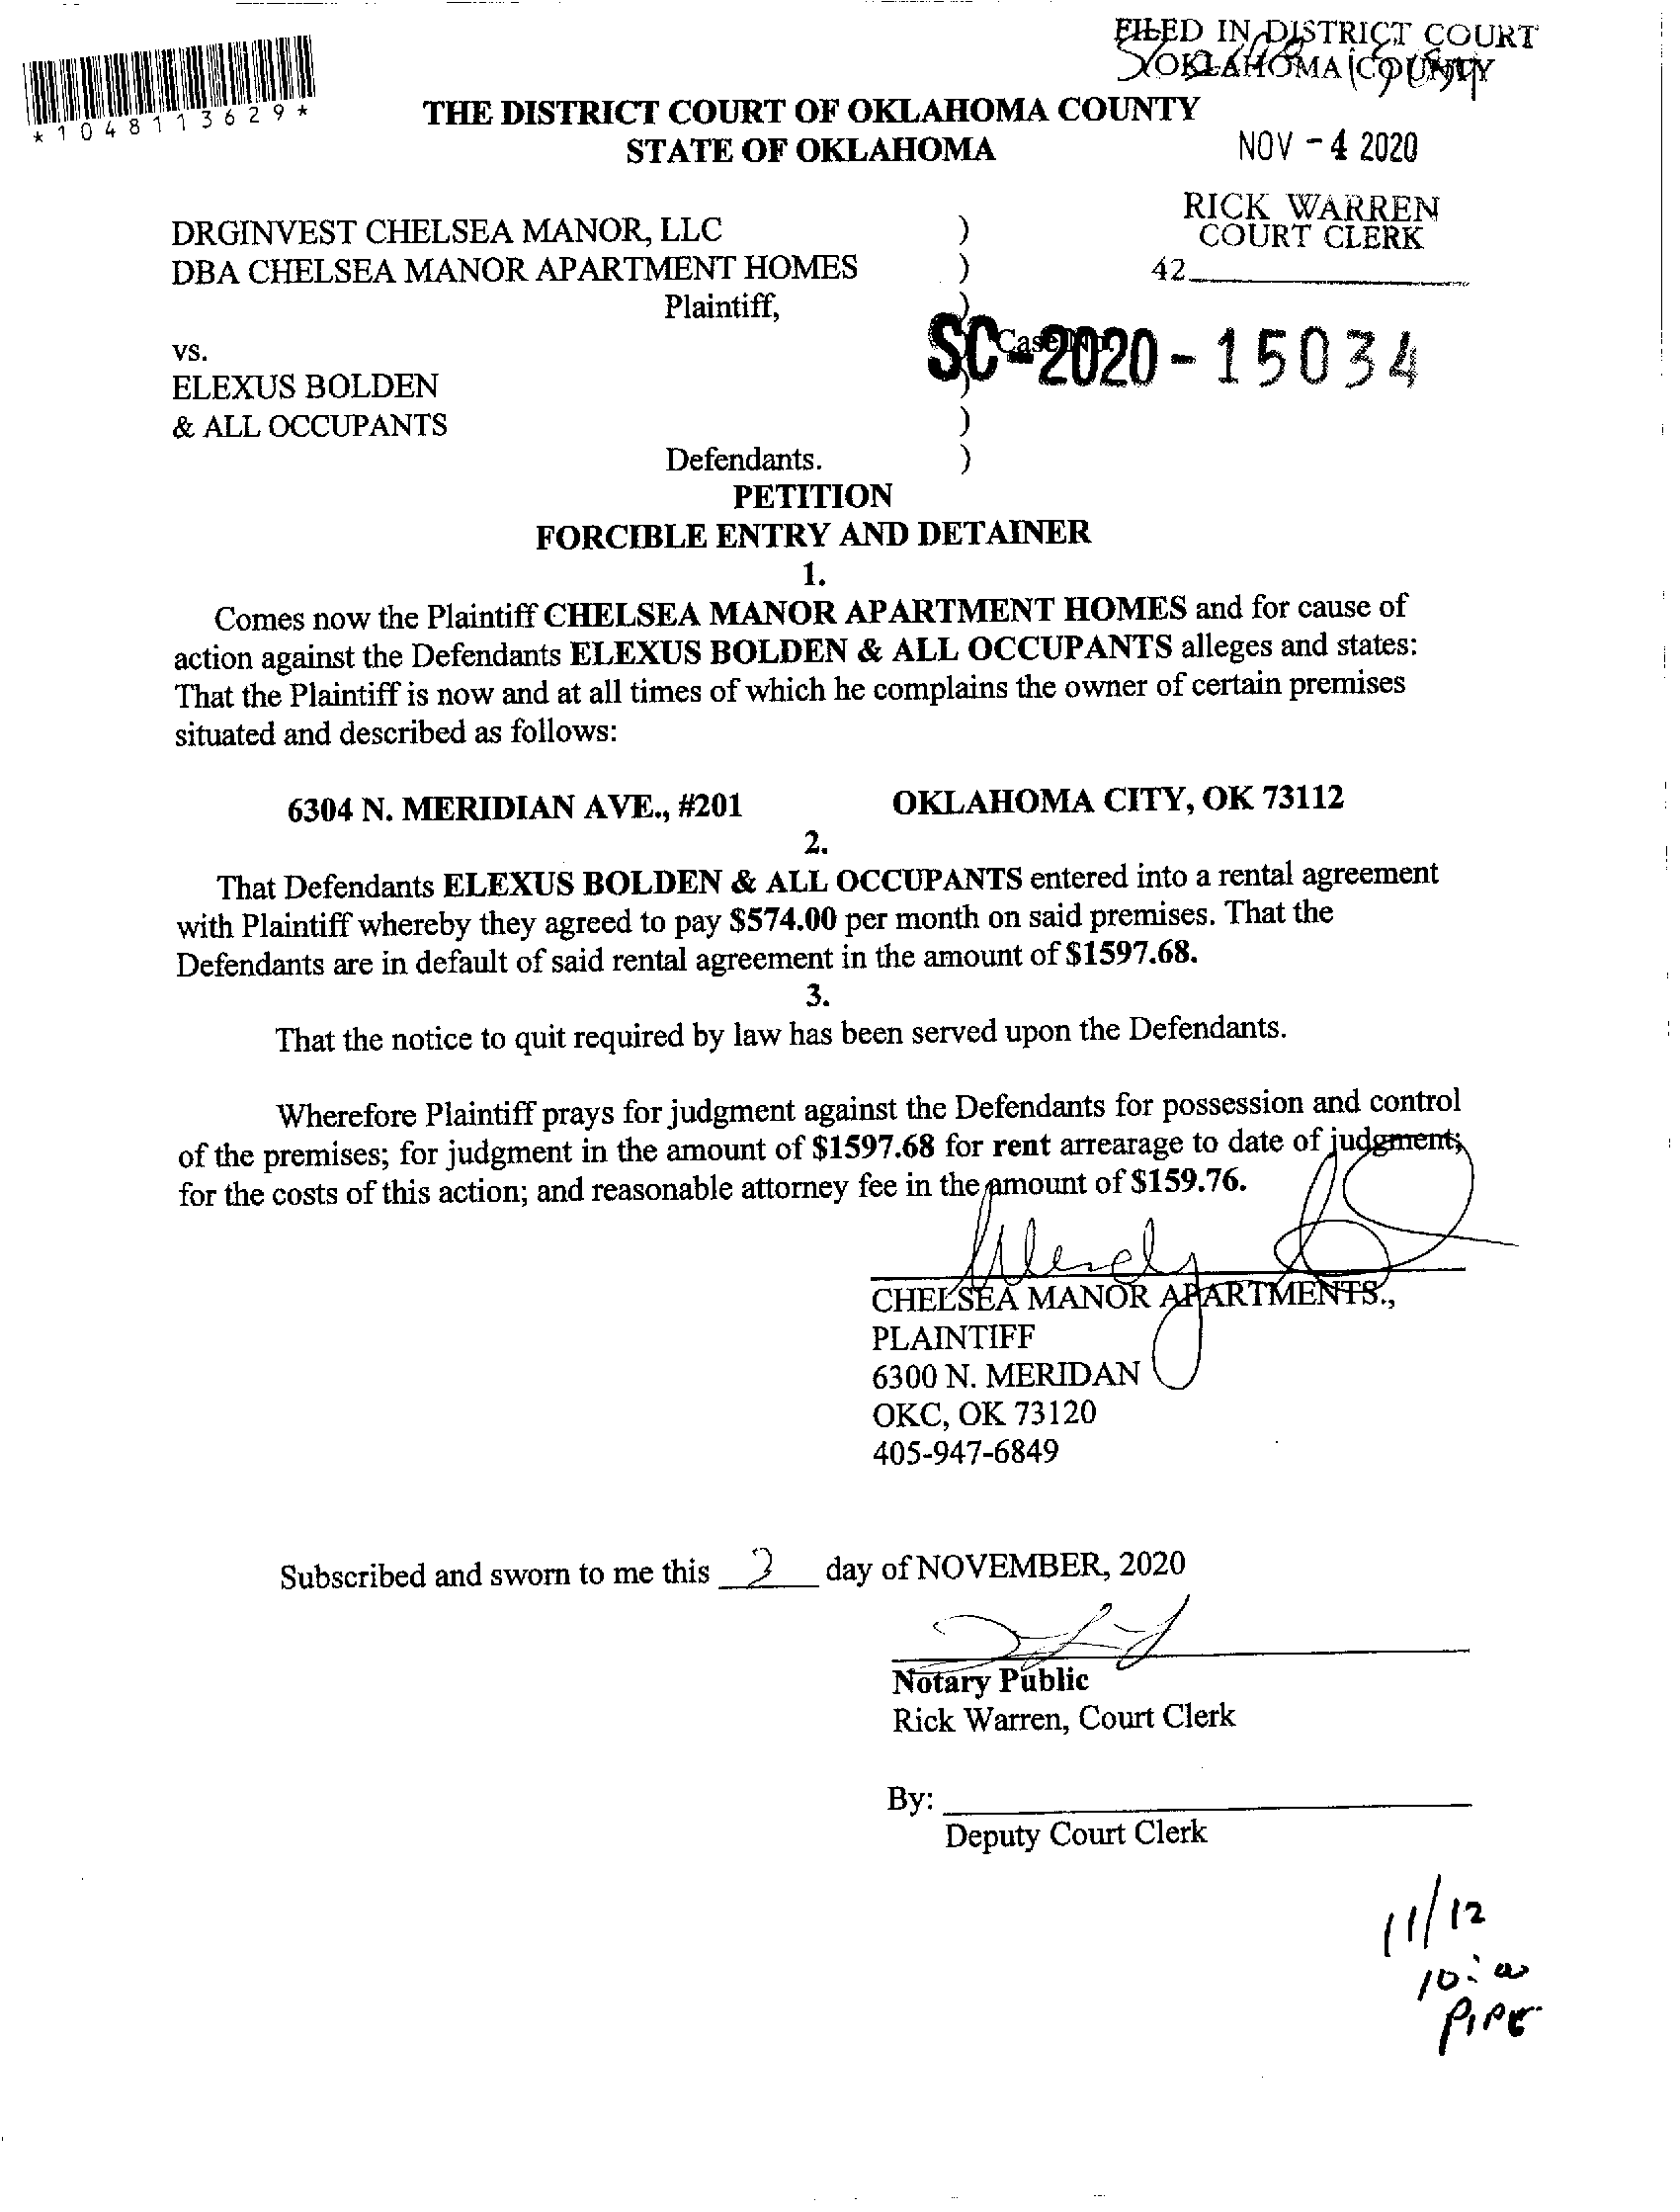 FILED IN DISTRICT COURT
OKLAHOMA COUNTY
*1048113629*
THE DISTRICT COURT OF OKLAHOMA COUNTY
STATE OF OKLAHOMA
NOV - 4 2020
RICK WARREN
COURT CLERK
42
DRGINVEST CHELSEA MANOR, LLC )
DBA CHELSEA MANOR APARTMENT HOMES )
Plaintiff, )
Case No.
SC-2020-15034
vs.
ELEXUS BOLDEN )
& ALL OCCUPANTS )
Defendants. )
PETITION
FORCIBLE ENTRY AND DETAINER
1.
Comes now the Plaintiff CHELSEA MANOR APARTMENT HOMES and for cause of
action against the Defendants ELEXUS BOLDEN & ALL OCCUPANTS alleges and states:
That the Plaintiff is now and at all times of which he complains the owner of certain premises
situated and described as follows:
6304 N. MERIDIAN AVE., #201 OKLAHOMA CITY, OK 73112
2.
That Defendants ELEXUS BOLDEN & ALL OCCUPANTS entered into a rental agreement
with Plaintiff whereby they agreed to pay $574.00 per month on said premises. That the
Defendants are in default of said rental agreement in the amount of $1597.68.
3.
That the notice to quit required by law has been served upon the Defendants.
Wherefore Plaintiff prays for judgment against the Defendants for possession and control
of the premises; for judgment in the amount of $1597.68 for rent arrearage to date of judgment;
for the costs of this action; and reasonable attorney fee in the amount of $159.76.
CHELSEA MANOR APARTMENTS.,
PLAINTIFF
6300 N. MERIDAN
OKC, OK 73120
405-947-6849
Subscribed and sworn to me this 2 day of NOVEMBER, 2020
Notary Public
Rick Warren, Court Clerk
By:
Deputy Court Clerk
11/12
10:00
PIPE